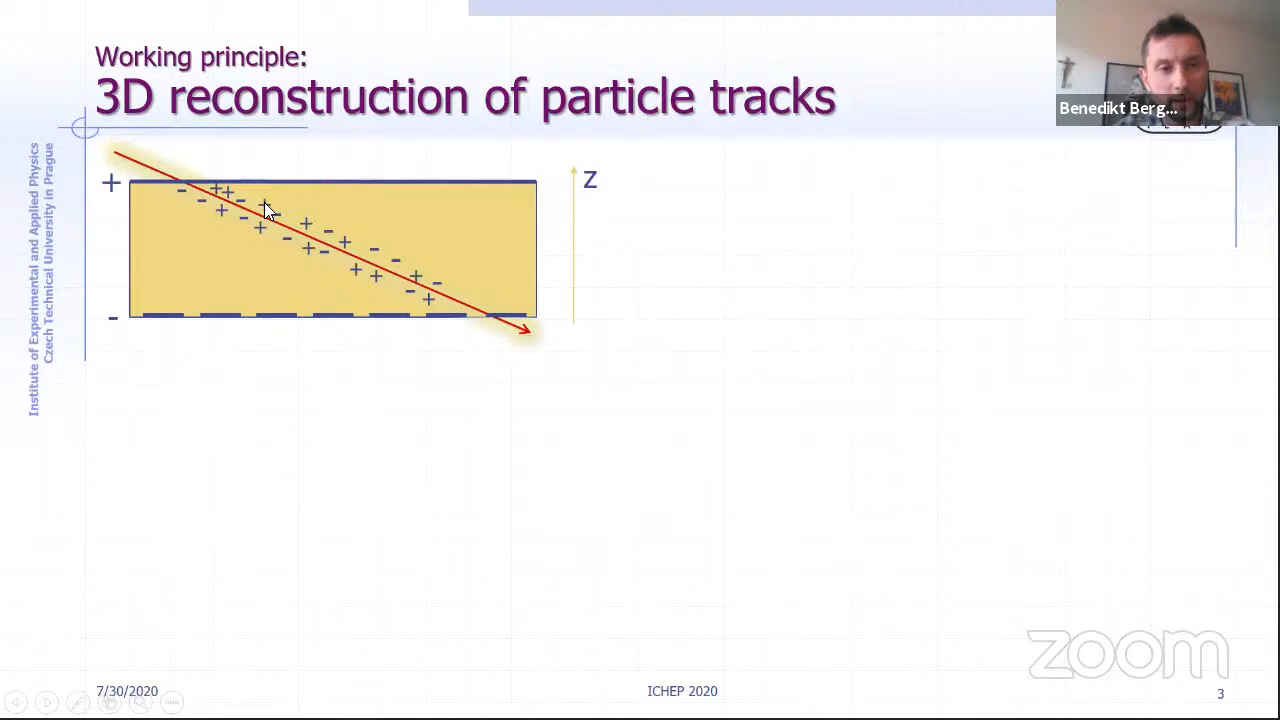 Working principle:
3D reconstruction of particle tracks
Benedikt Berg...
Institute of Experimental and Applied Physics
Czech Technical University in Prague
+
z
-
7/30/2020
ICHEP 2020
3
zoom